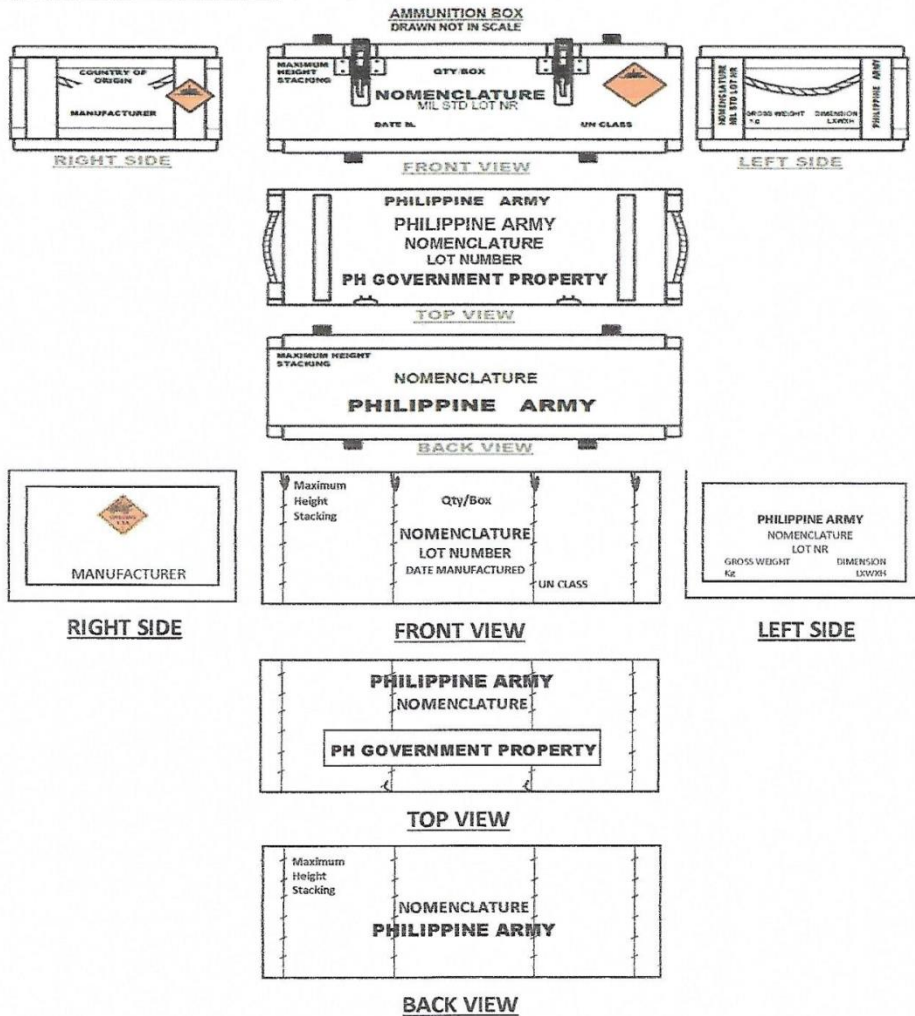 AMMUNITION BOX
DRAWN NOT IN SCALE
COUNTRY OF
ORIGIN
MANUFACTURER
RIGHT SIDE
MAXIMUM
HEIGHT
STACKING
QTY/BOX
NOMENCLATURE
MIL STD LOT NR
DATE M.
UN CLASS
FRONT VIEW
NOMENCLATURE
MIL STD LOT NR
GROSS WEIGHT DIMENSION
Kg LXWXH
PHILIPPINE ARMY
LEFT SIDE
PHILIPPINE ARMY
PHILIPPINE ARMY
NOMENCLATURE
LOT NUMBER
PH GOVERNMENT PROPERTY
TOP VIEW
MAXIMUM HEIGHT
STACKING
NOMENCLATURE
PHILIPPINE ARMY
BACK VIEW
MANUFACTURER
RIGHT SIDE
Maximum
Height
Stacking
Qty/Box
NOMENCLATURE
LOT NUMBER
DATE MANUFACTURED
UN CLASS
FRONT VIEW
PHILIPPINE ARMY
NOMENCLATURE
LOT NR
GROSS WEIGHT DIMENSION
Kg LXWXH
LEFT SIDE
PHILIPPINE ARMY
NOMENCLATURE
PH GOVERNMENT PROPERTY
TOP VIEW
Maximum
Height
Stacking
NOMENCLATURE
PHILIPPINE ARMY
BACK VIEW